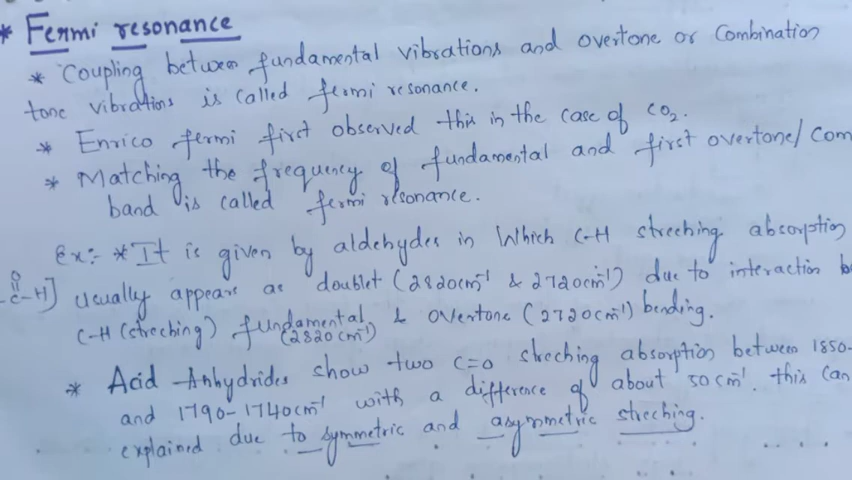 * Fermi resonance
* Coupling between fundamental vibrations and overtone or Combination
tone vibrations is called fermi resonance.
* Enrico fermi first observed this in the case of CO₂.
* Matching the frequency of fundamental and first overtone/ Com
band is called fermi resonance.
Ex:- * It is given by aldehydes in Which C-H streching absorption
O
-C-H] usually appears as doublet (2820cm⁻¹ & 2720cm⁻¹) due to interaction be
C-H (streching) fundamental & overtone (2720cm⁻¹) bending.
(2820cm⁻¹)
* Acid Anhydrides show two C=O streching absorption between 1850-
and 1790-1740cm⁻¹ with a difference of about 50cm⁻¹. this Can
explained due to symmetric and asymmetric streching.